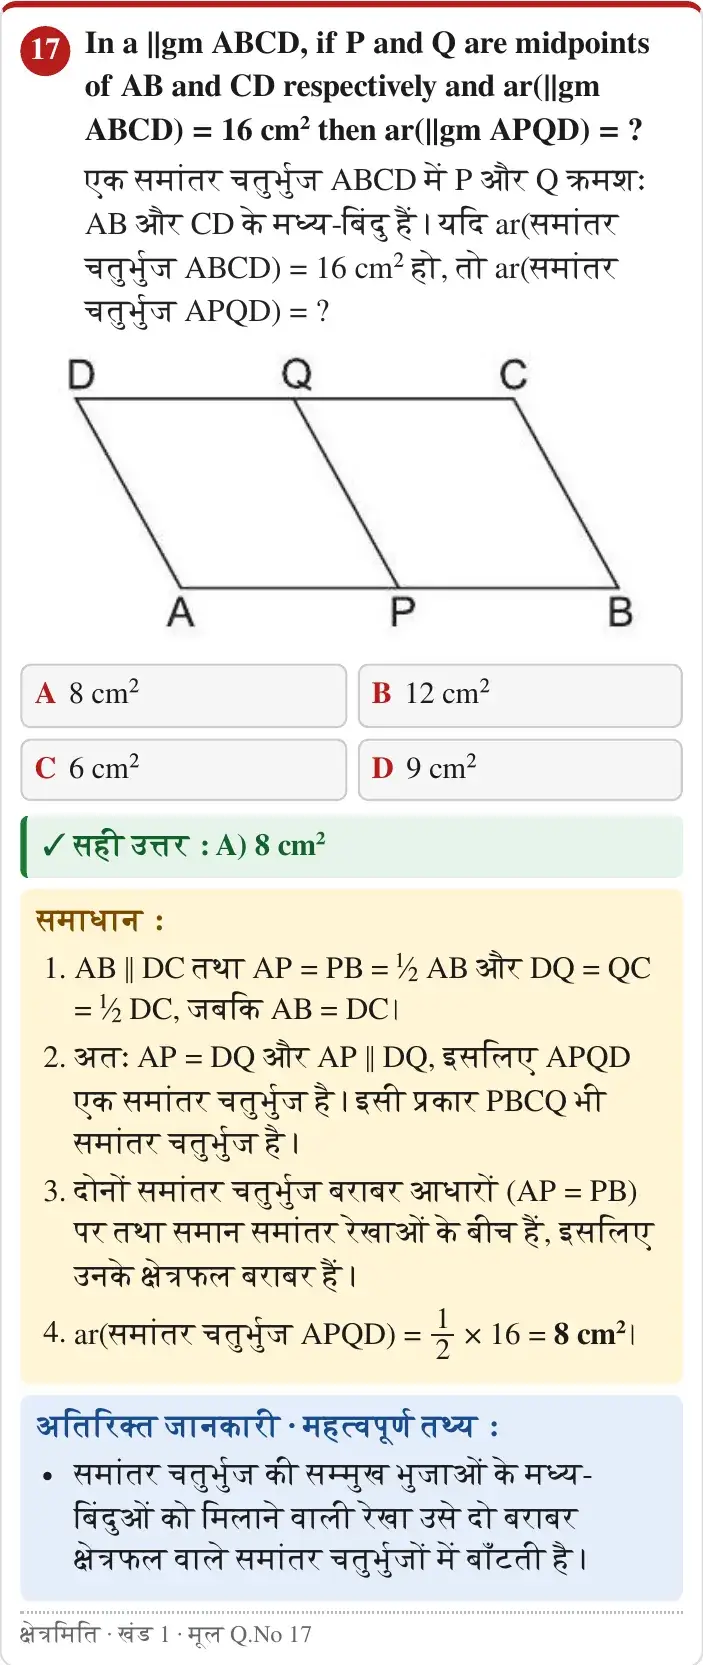 17 In a ||gm ABCD, if P and Q are midpoints
of AB and CD respectively and ar(||gm
ABCD) = 16 cm² then ar(||gm APQD) = ?
एक समांतर चतुर्भुज ABCD में P और Q क्रमशः
AB और CD के मध्य-बिंदु हैं। यदि ar(समांतर
चतुर्भुज ABCD) = 16 cm² हो, तो ar(समांतर
चतुर्भुज APQD) = ?
D Q C
A P B
A 8 cm² B 12 cm²
C 6 cm² D 9 cm²
✓ सही उत्तर : A) 8 cm²
समाधान :
1. AB || DC तथा AP = PB = ½ AB और DQ = QC
= ½ DC, जबकि AB = DC।
2. अतः AP = DQ और AP || DQ, इसलिए APQD
एक समांतर चतुर्भुज है। इसी प्रकार PBCQ भी
समांतर चतुर्भुज है।
3. दोनों समांतर चतुर्भुज बराबर आधारों (AP = PB)
पर तथा समान समांतर रेखाओं के बीच हैं, इसलिए
उनके क्षेत्रफल बराबर हैं।
4. ar(समांतर चतुर्भुज APQD) = 1/2 × 16 = 8 cm²।
अतिरिक्त जानकारी · महत्वपूर्ण तथ्य :
• समांतर चतुर्भुज की सम्मुख भुजाओं के मध्य-
बिंदुओं को मिलाने वाली रेखा उसे दो बराबर
क्षेत्रफल वाले समांतर चतुर्भुजों में बाँटती है।
क्षेत्रमिति · खंड 1 · मूल Q.No 17